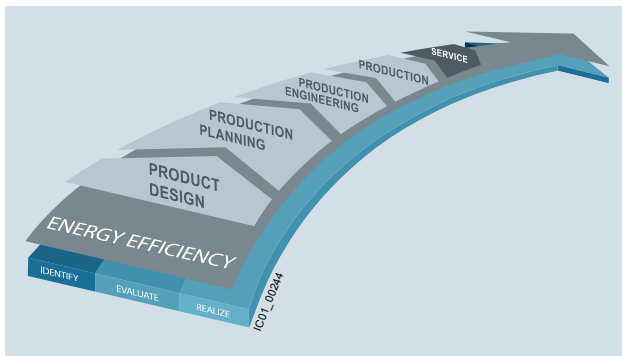 SERVICE
PRODUCTION
PRODUCTION
ENGINEERING
PRODUCTION
PLANNING
PRODUCT
DESIGN
ENERGY EFFICIENCY
IDENTIFY
EVALUATE
REALIZE
IC01_00244